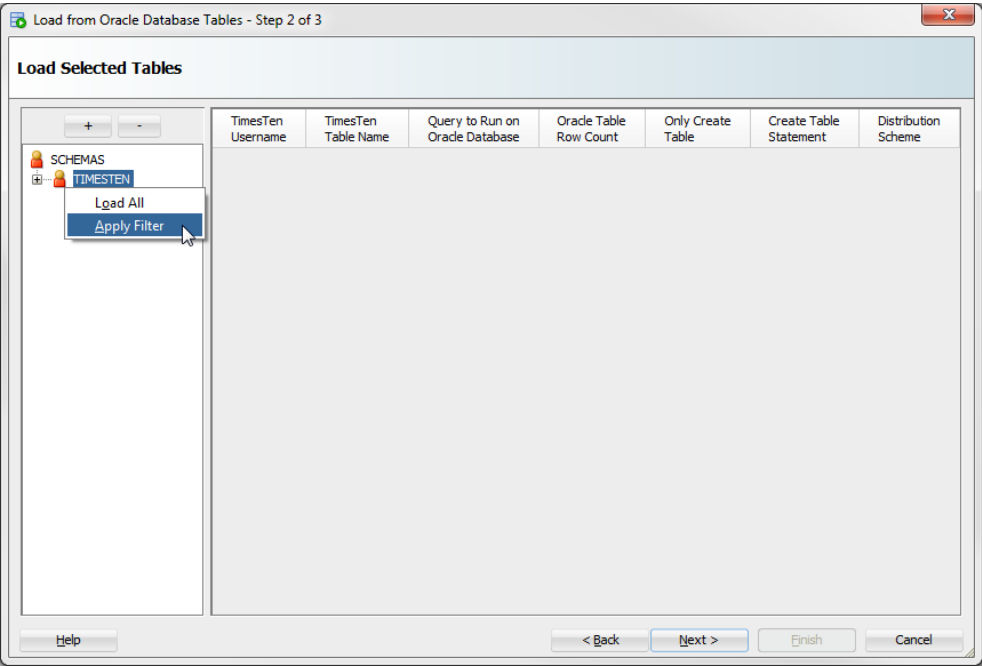 Load from Oracle Database Tables - Step 2 of 3
x
Load Selected Tables
+ -
SCHEMAS
TIMESTEN
Load All
Apply Filter
TimesTen Username
TimesTen Table Name
Query to Run on Oracle Database
Oracle Table Row Count
Only Create Table
Create Table Statement
Distribution Scheme
Help
< Back
Next >
Finish
Cancel